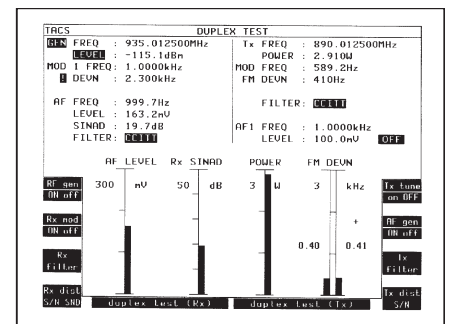 TACS DUPLEX TEST
GEN FREQ : 935.012500MHz Tx FREQ : 890.012500MHz
LEVEL : -115.1dBm POWER : 2.910W
MOD 1 FREQ : 1.0000kHz MOD FREQ : 589.2Hz
DEVN : 2.300kHz FM DEVN : 410Hz
AF FREQ : 999.7Hz FILTER: CCITT
LEVEL : 163.2mV
SINAD : 19.7dB AF1 FREQ : 1.0000kHz
FILTER: CCITT LEVEL : 100.0mV OFF
AF LEVEL Rx SINAD POWER FM DEVN
RF gen 300 mV 50 dB 3 W 3 kHz Tx tune
ON off on OFF
Rx mod + AF gen
ON off 0.40 0.41 ON off
Rx Tx
filter filter
Rx dist Tx dist
S/N SND duplex test (Rx) duplex test (Tx) S/N